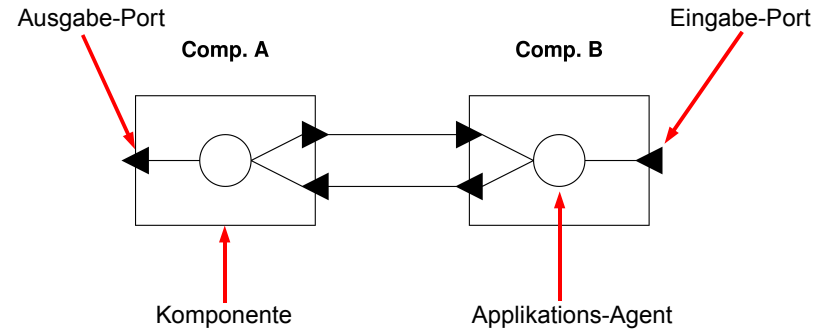 Ausgabe-Port
Eingabe-Port
Comp. A
Comp. B
Komponente
Applikations-Agent